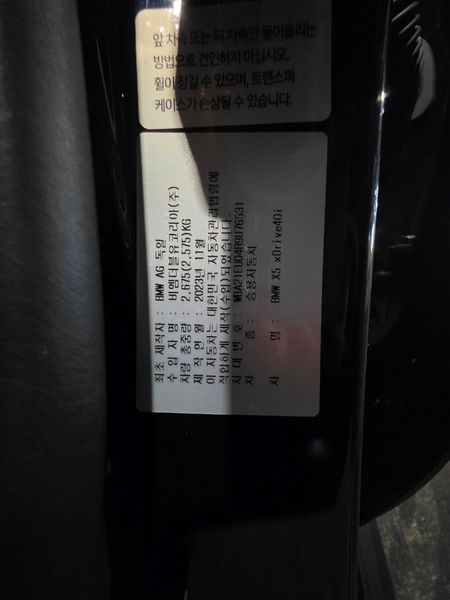 앞 차축 또는 뒤 차축만 들어올리는
방법으로 견인하지 마십시오.
휠이 잠길 수 있으며, 트랜스퍼
케이스가 손상될 수 있습니다.
최초 제작자 : BMW AG 독일
수 입 자 명 : 비엠더블유코리아(주)
차량 총중량 : 2,675(2,575)KG
제 작 연 월 : 2023년 11월
이 자동차는 대한민국 자동차관리법령에
적합하게 제작(수입)되었습니다.
차 대 번 호 : WBA21EU04R9U76531
차 종 : 승용자동차
차 명 : BMW X5 xDrive40i